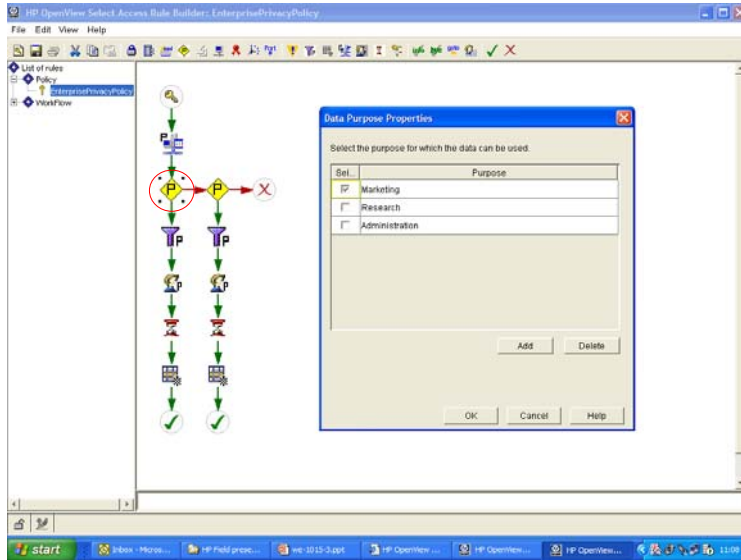 HP OpenView Select Access Rule Builder: EnterprisePrivacyPolicy
File Edit View Help
List of rules
Policy
EnterprisePrivacyPolicy
WorkFlow
P
P
P
P
P
P
P
Data Purpose Properties
Select the purpose for which the data can be used.
Sel... Purpose
Marketing
Research
Administration
Add Delete
OK Cancel Help
start Inbox - Micros... HP Field prese... we-1015-3.ppt HP OpenView ... HP OpenView... HP OpenView... 11:05